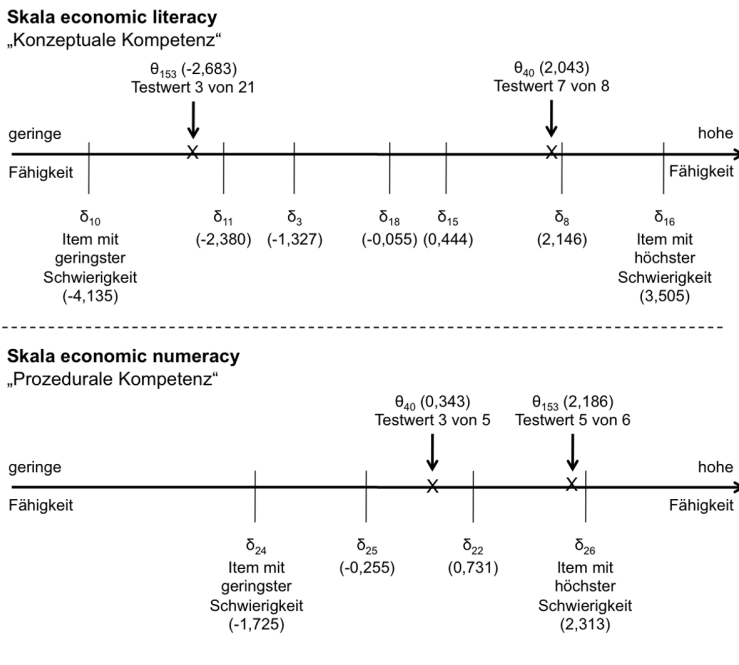 Skala economic literacy
„Konzeptuale Kompetenz“
θ153 (-2,683)
Testwert 3 von 21
θ40 (2,043)
Testwert 7 von 8
geringe
hohe
X
X
Fähigkeit
Fähigkeit
δ10
Item mit
geringster
Schwierigkeit
(-4,135)
δ11
(-2,380)
δ3
(-1,327)
δ18
(-0,055)
δ15
(0,444)
δ8
(2,146)
δ16
Item mit
höchster
Schwierigkeit
(3,505)
Skala economic numeracy
„Prozedurale Kompetenz“
θ40 (0,343)
Testwert 3 von 5
θ153 (2,186)
Testwert 5 von 6
geringe
hohe
X
X
Fähigkeit
Fähigkeit
δ24
Item mit
geringster
Schwierigkeit
(-1,725)
δ25
(-0,255)
δ22
(0,731)
δ26
Item mit
höchster
Schwierigkeit
(2,313)